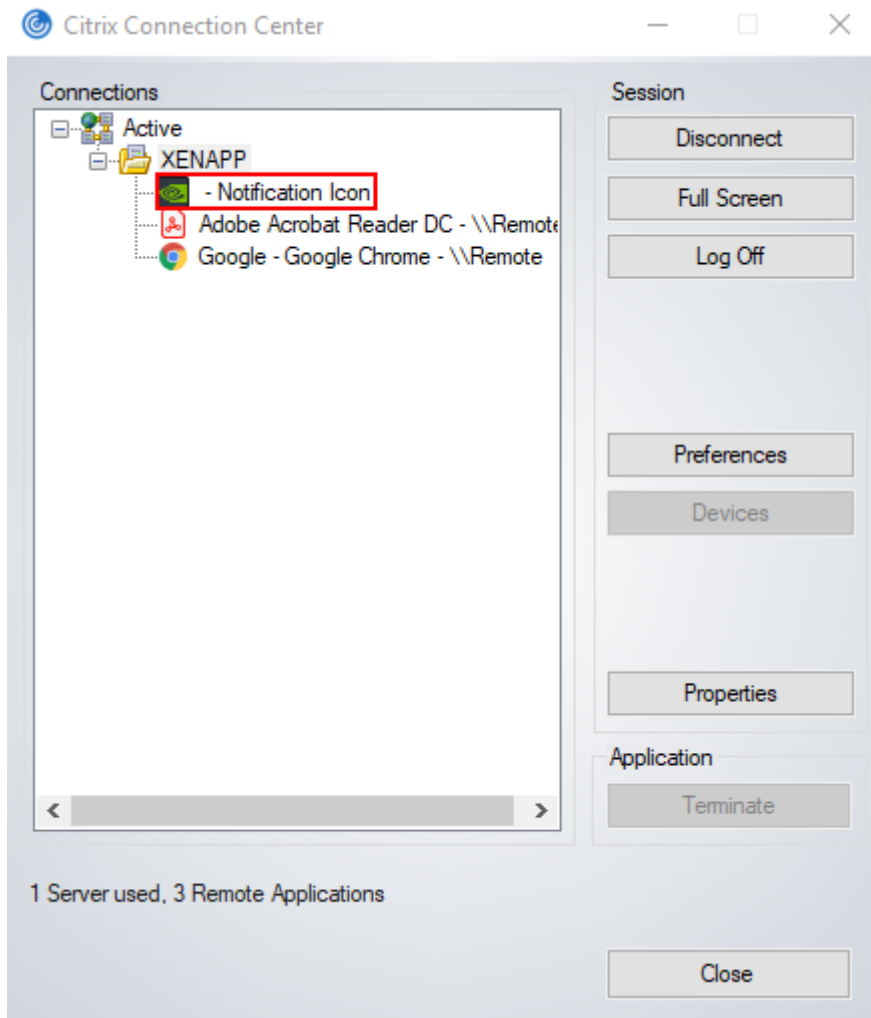 Citrix Connection Center
Connections
Active
XENAPP
- Notification Icon
Adobe Acrobat Reader DC - \\Remote
Google - Google Chrome - \\Remote
Session
Disconnect
Full Screen
Log Off
Preferences
Devices
Properties
Application
Terminate
1 Server used, 3 Remote Applications
Close